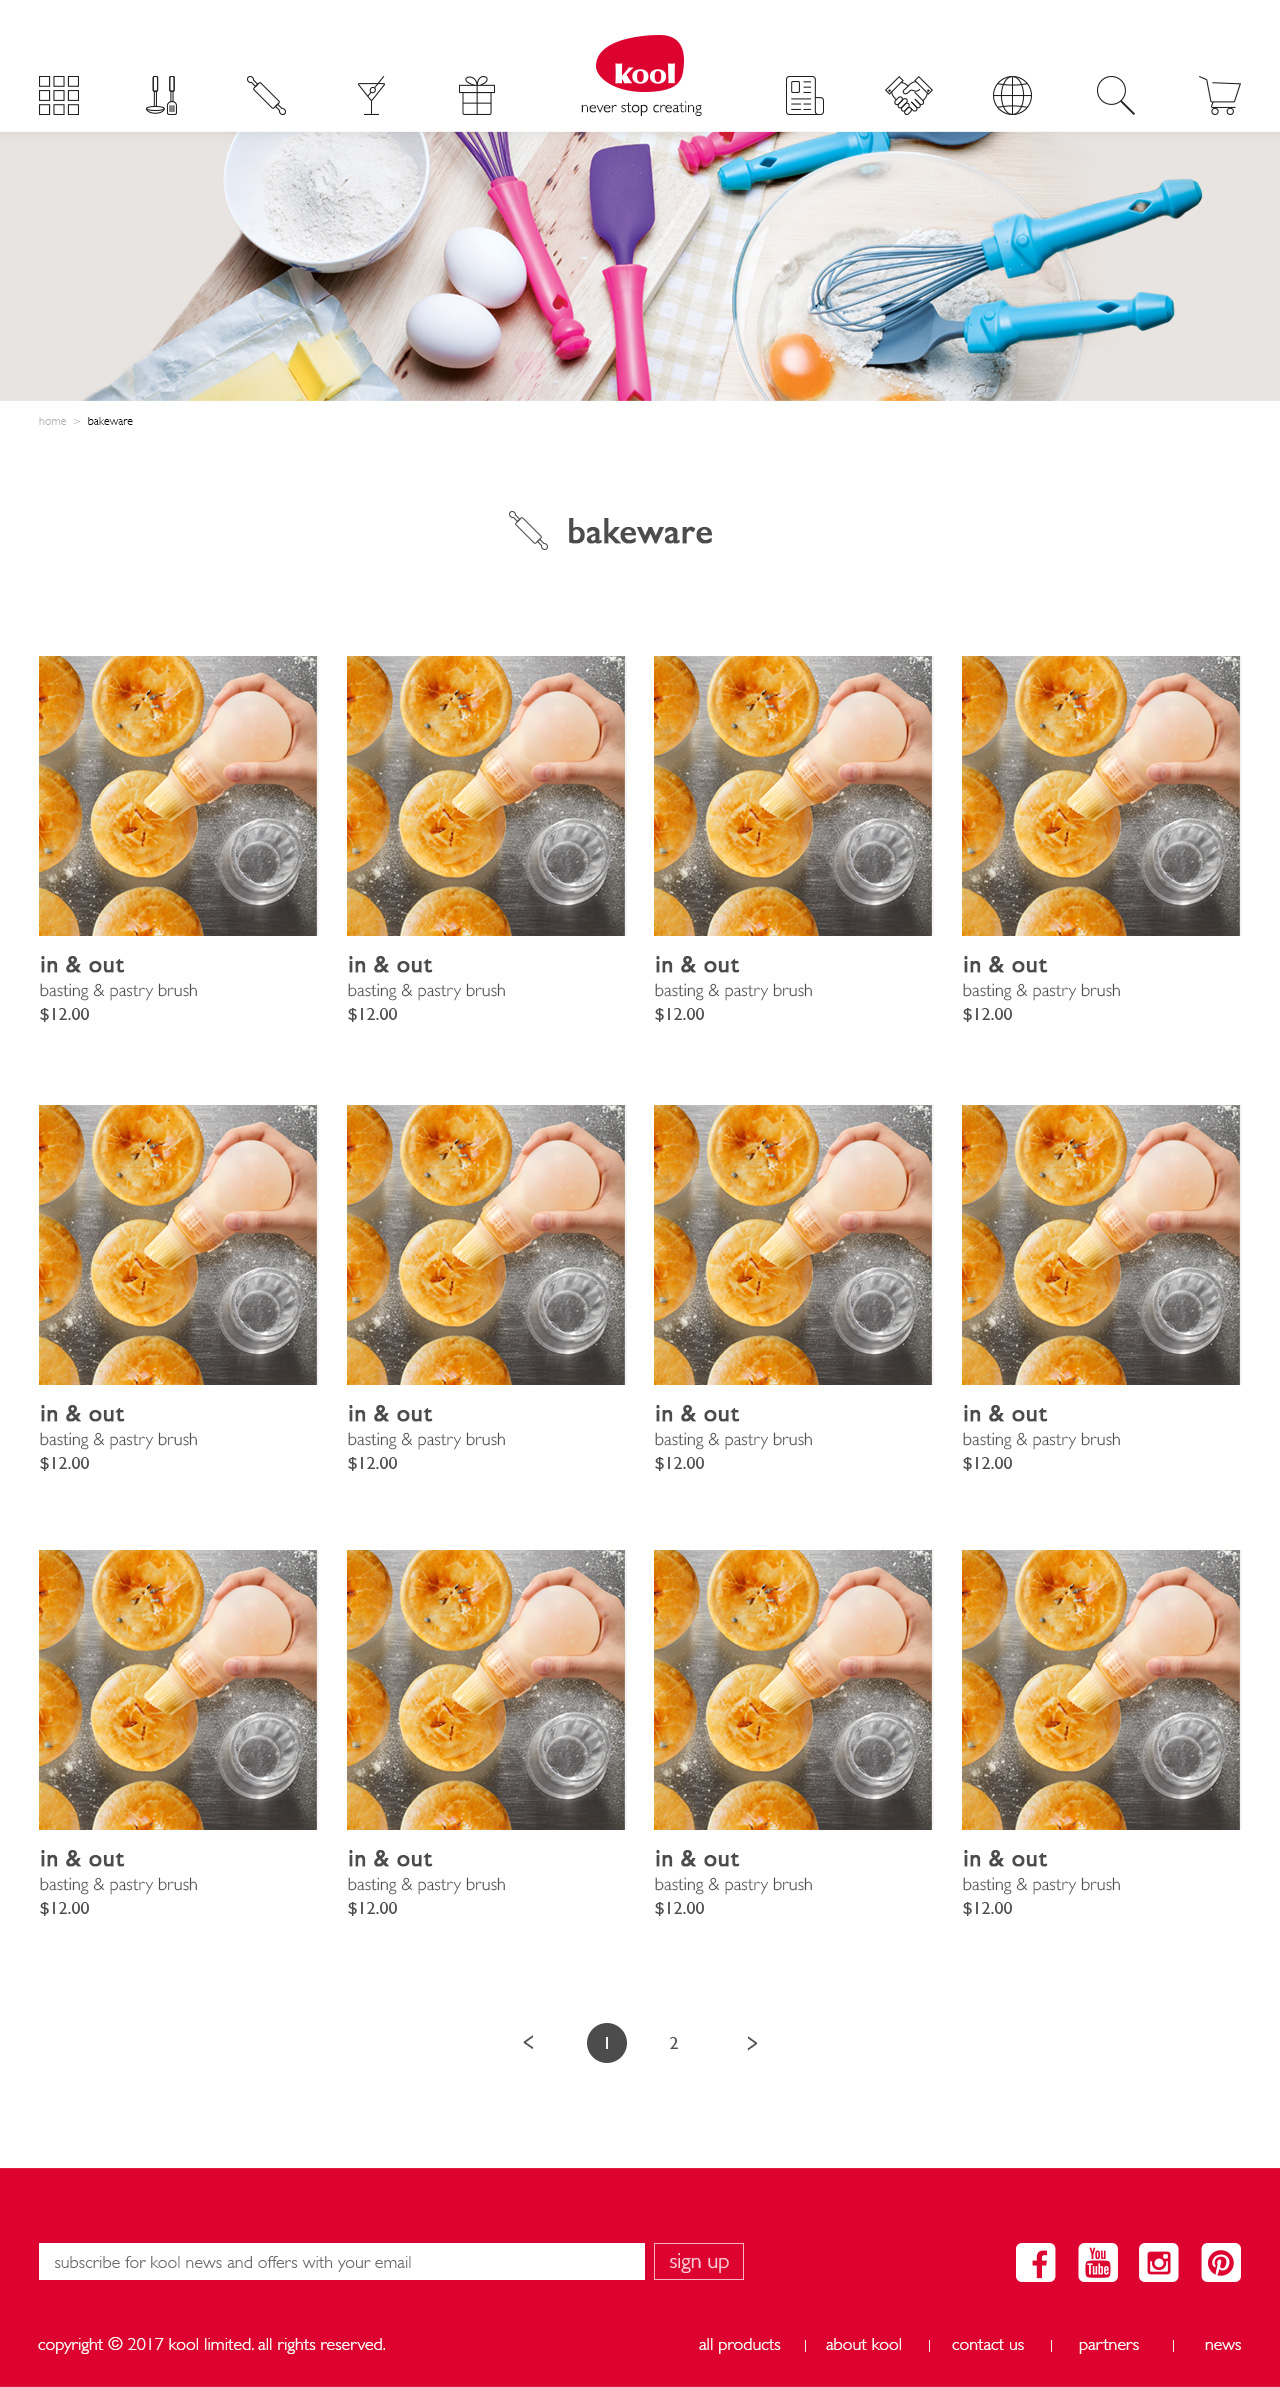 kool
never stop creating
home > bakeware
bakeware
in & out in & out in & out in & out
basting & pastry brush basting & pastry brush basting & pastry brush basting & pastry brush
$12.00 $12.00 $12.00 $12.00
in & out in & out in & out in & out
basting & pastry brush basting & pastry brush basting & pastry brush basting & pastry brush
$12.00 $12.00 $12.00 $12.00
in & out in & out in & out in & out
basting & pastry brush basting & pastry brush basting & pastry brush basting & pastry brush
$12.00 $12.00 $12.00 $12.00
< 1 2 >
subscribe for kool news and offers with your email sign up
You
Tube
copyright © 2017 kool limited. all rights reserved. all products | about kool | contact us | partners | news